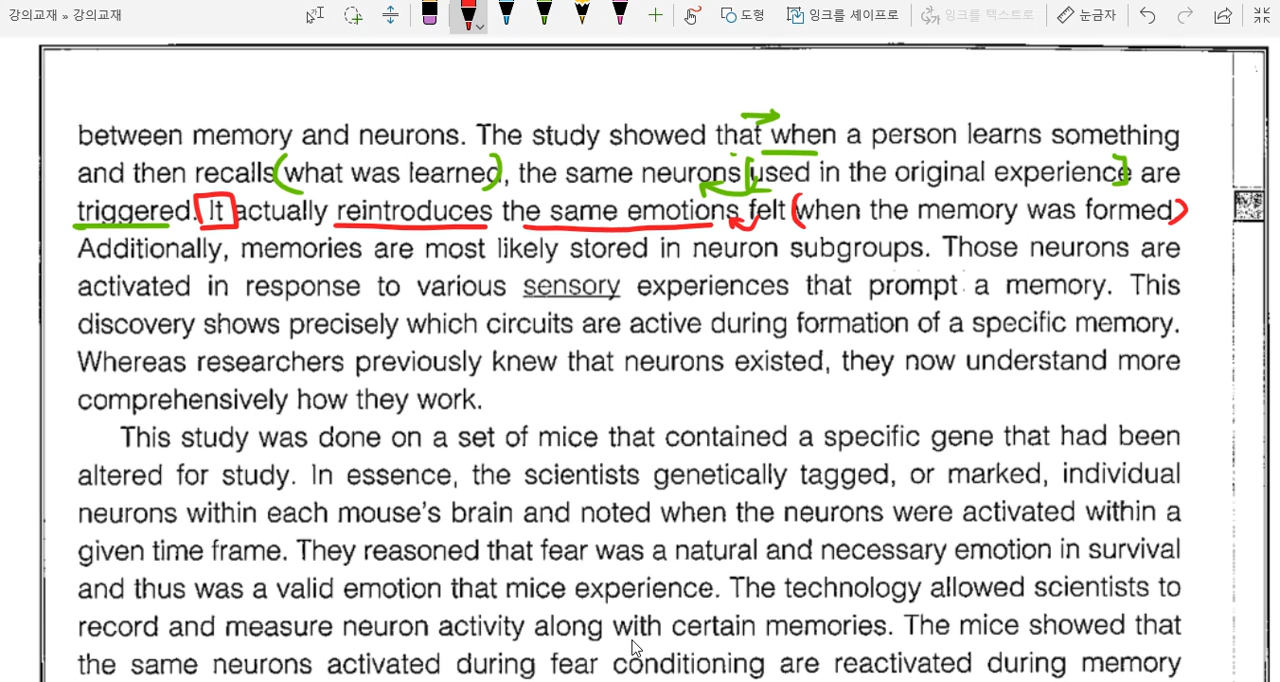 강의교재 » 강의교재 도형 잉크를 셰이프로 잉크를 텍스트로 눈금자
between memory and neurons. The study showed that when a person learns something
and then recalls what was learned, the same neurons used in the original experience are
triggered. It actually reintroduces the same emotions felt when the memory was formed
Additionally, memories are most likely stored in neuron subgroups. Those neurons are
activated in response to various sensory experiences that prompt a memory. This
discovery shows precisely which circuits are active during formation of a specific memory.
Whereas researchers previously knew that neurons existed, they now understand more
comprehensively how they work.
This study was done on a set of mice that contained a specific gene that had been
altered for study. In essence, the scientists genetically tagged, or marked, individual
neurons within each mouse's brain and noted when the neurons were activated within a
given time frame. They reasoned that fear was a natural and necessary emotion in survival
and thus was a valid emotion that mice experience. The technology allowed scientists to
record and measure neuron activity along with certain memories. The mice showed that
the same neurons activated during fear conditioning are reactivated during memory